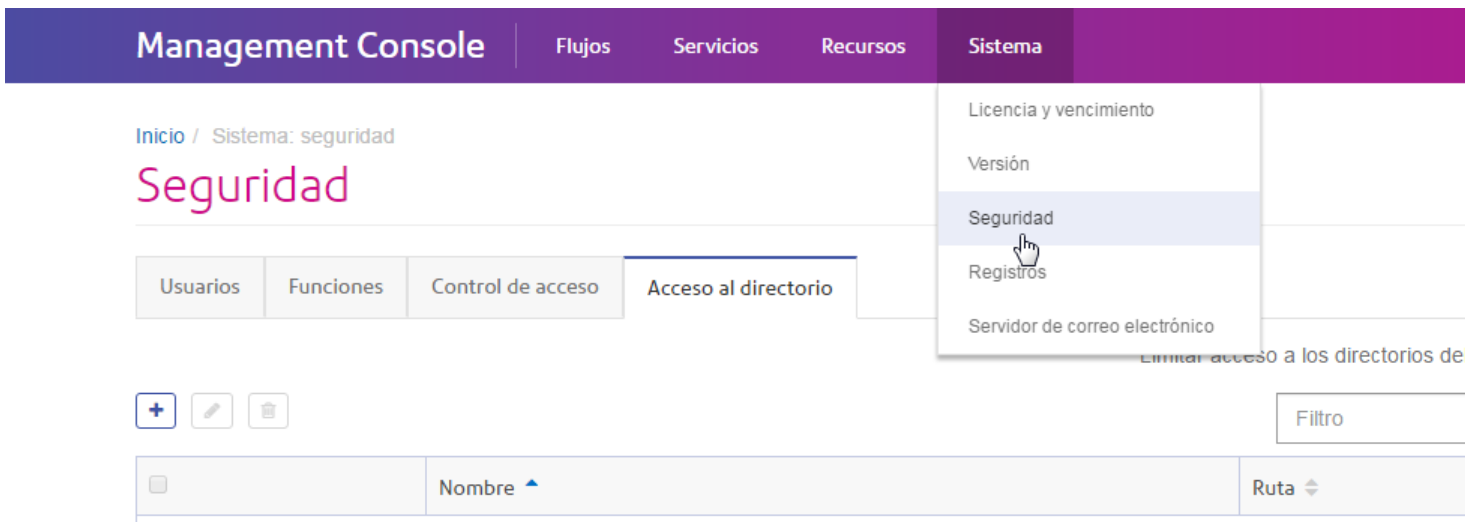 Management Console Flujos Servicios Recursos Sistema
Licencia y vencimiento
Inicio / Sistema: seguridad
Versión
Seguridad
Seguridad
Registros
Usuarios Funciones Control de acceso Acceso al directorio
Servidor de correo electrónico
Limitar acceso a los directorios de
Filtro
Nombre Ruta